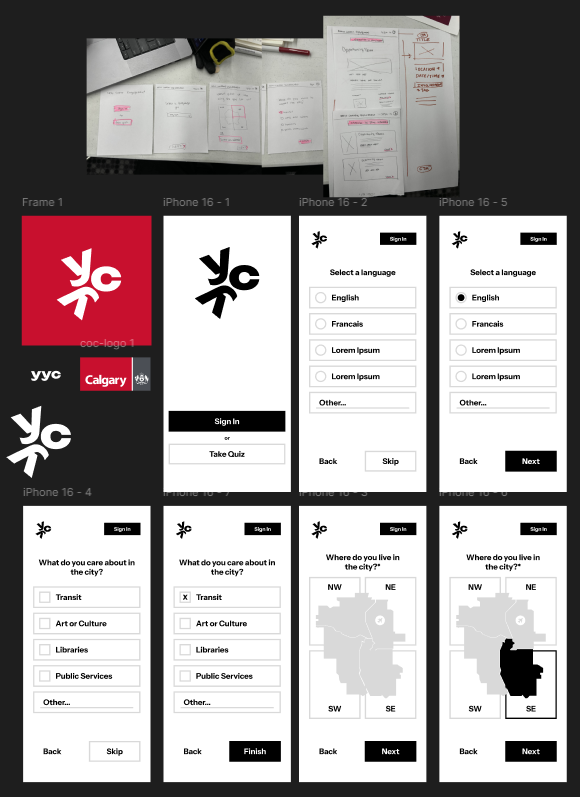 Frame 1
iPhone 16 - 1
iPhone 16 - 2
iPhone 16 - 5
yyc
coc-logo 1
yyc
Calgary
Sign In
or
Take Quiz
Sign In
Select a language
English
Francais
Lorem Ipsum
Lorem Ipsum
Other...
Back
Skip
Sign In
Select a language
English
Francais
Lorem Ipsum
Lorem Ipsum
Other...
Back
Next
iPhone 16 - 4
iPhone 16 - 7
iPhone 16 - 3
iPhone 16 - 6
Sign In
What do you care about in
the city?
Transit
Art or Culture
Libraries
Public Services
Other...
Back
Skip
Sign In
What do you care about in
the city?
X
Transit
Art or Culture
Libraries
Public Services
Other...
Back
Finish
Sign In
Where do you live in
the city?*
NW
NE
SW
SE
Back
Next
Sign In
Where do you live in
the city?*
NW
NE
SW
SE
Back
Next